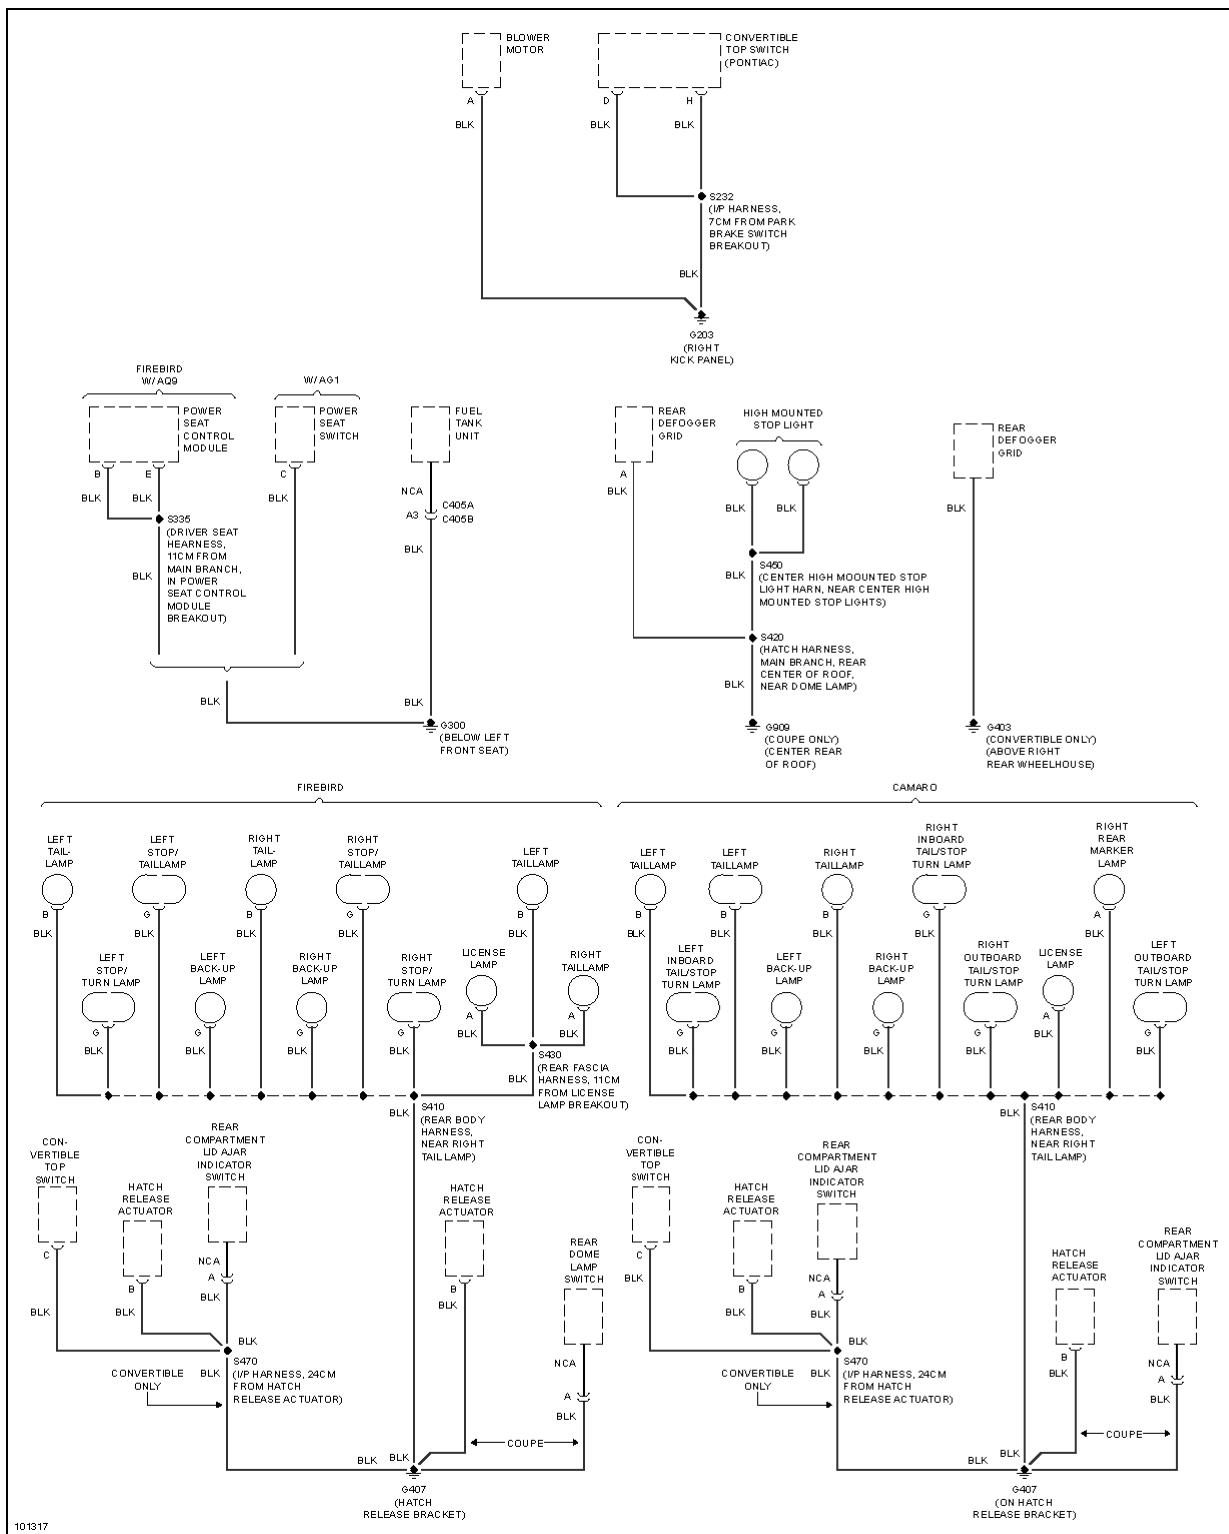 BLOWER
MOTOR
CONVERTIBLE
TOP SWITCH
(PONTIAC)
A
D
H
BLK
BLK
BLK
S232
(I/P HARNESS,
7CM FROM PARK
BRAKE SWITCH
BREAKOUT)
BLK
G203
(RIGHT
KICK PANEL)
FIREBIRD
W/AQ9
W/AG1
POWER
SEAT
CONTROL
MODULE
POWER
SEAT
SWITCH
FUEL
TANK
UNIT
B
E
C
BLK
BLK
BLK
NCA
A3
C405A
C405B
S335
(DRIVER SEAT
HEARNESS,
11CM FROM
MAIN BRANCH,
IN POWER
SEAT CONTROL
MODULE
BREAKOUT)
BLK
BLK
BLK
BLK
G300
(BELOW LEFT
FRONT SEAT)
REAR
DEFOGGER
GRID
HIGH MOUNTED
STOP LIGHT
REAR
DEFOGGER
GRID
A
BLK
BLK
BLK
BLK
S450
(CENTER HIGH MOOUNTED STOP
LIGHT HARN, NEAR CENTER HIGH
MOUNTED STOP LIGHTS)
BLK
S420
(HATCH HARNESS,
MAIN BRANCH, REAR
CENTER OF ROOF,
NEAR DOME LAMP)
BLK
G909
(COUPE ONLY)
(CENTER REAR
OF ROOF)
G403
(CONVERTIBLE ONLY)
(ABOVE RIGHT
REAR WHEELHOUSE)
FIREBIRD
LEFT
TAIL-
LAMP
LEFT
STOP/
TAILLAMP
RIGHT
TAIL-
LAMP
RIGHT
STOP/
TAILLAMP
LEFT
TAILLAMP
B
G
B
G
B
BLK
BLK
BLK
BLK
BLK
LEFT
STOP/
TURN LAMP
LEFT
BACK-UP
LAMP
RIGHT
BACK-UP
LAMP
RIGHT
STOP/
TURN LAMP
LICENSE
LAMP
RIGHT
TAILLAMP
G
G
G
G
A
A
BLK
BLK
BLK
BLK
BLK
BLK
S430
(REAR FASCIA
HARNESS, 11CM
FROM LICENSE
LAMP BREAKOUT)
BLK
BLK
S410
(REAR BODY
HARNESS,
NEAR RIGHT
TAIL LAMP)
CAMARO
LEFT
TAILLAMP
LEFT
TAILLAMP
RIGHT
TAILLAMP
RIGHT
INBOARD
TAIL/STOP
TURN LAMP
RIGHT
REAR
MARKER
LAMP
B
B
B
G
A
BLK
BLK
BLK
BLK
BLK
LEFT
INBOARD
TAIL/STOP
TURN LAMP
LEFT
BACK-UP
LAMP
RIGHT
BACK-UP
LAMP
RIGHT
OUTBOARD
TAIL/STOP
TURN LAMP
LICENSE
LAMP
LEFT
OUTBOARD
TAIL/STOP
TURN LAMP
G
G
G
G
A
G
BLK
BLK
BLK
BLK
BLK
BLK
BLK
S410
(REAR BODY
HARNESS,
NEAR RIGHT
TAIL LAMP)
CON-
VERTIBLE
TOP
SWITCH
HATCH
RELEASE
ACTUATOR
REAR
COMPARTMENT
LID AJAR
INDICATOR
SWITCH
HATCH
RELEASE
ACTUATOR
REAR
DOME
LAMP
SWITCH
C
B
NCA
A
BLK
BLK
BLK
BLK
S470
(I/P HARNESS, 24CM
FROM HATCH
RELEASE ACTUATOR)
BLK
CONVERTIBLE
ONLY
B
BLK
NCA
A
BLK
COUPE
BLK
BLK
G407
(HATCH
RELEASE BRACKET)
CON-
VERTIBLE
TOP
SWITCH
HATCH
RELEASE
ACTUATOR
REAR
COMPARTMENT
LID AJAR
INDICATOR
SWITCH
HATCH
RELEASE
ACTUATOR
REAR
COMPARTMENT
LID AJAR
INDICATOR
SWITCH
C
BLK
B
BLK
NCA
A
BLK
BLK
S470
(I/P HARNESS, 24CM
FROM HATCH
RELEASE ACTUATOR)
BLK
CONVERTIBLE
ONLY
B
BLK
NCA
A
BLK
COUPE
BLK
BLK
G407
(ON HATCH
RELEASE BRACKET)
101317